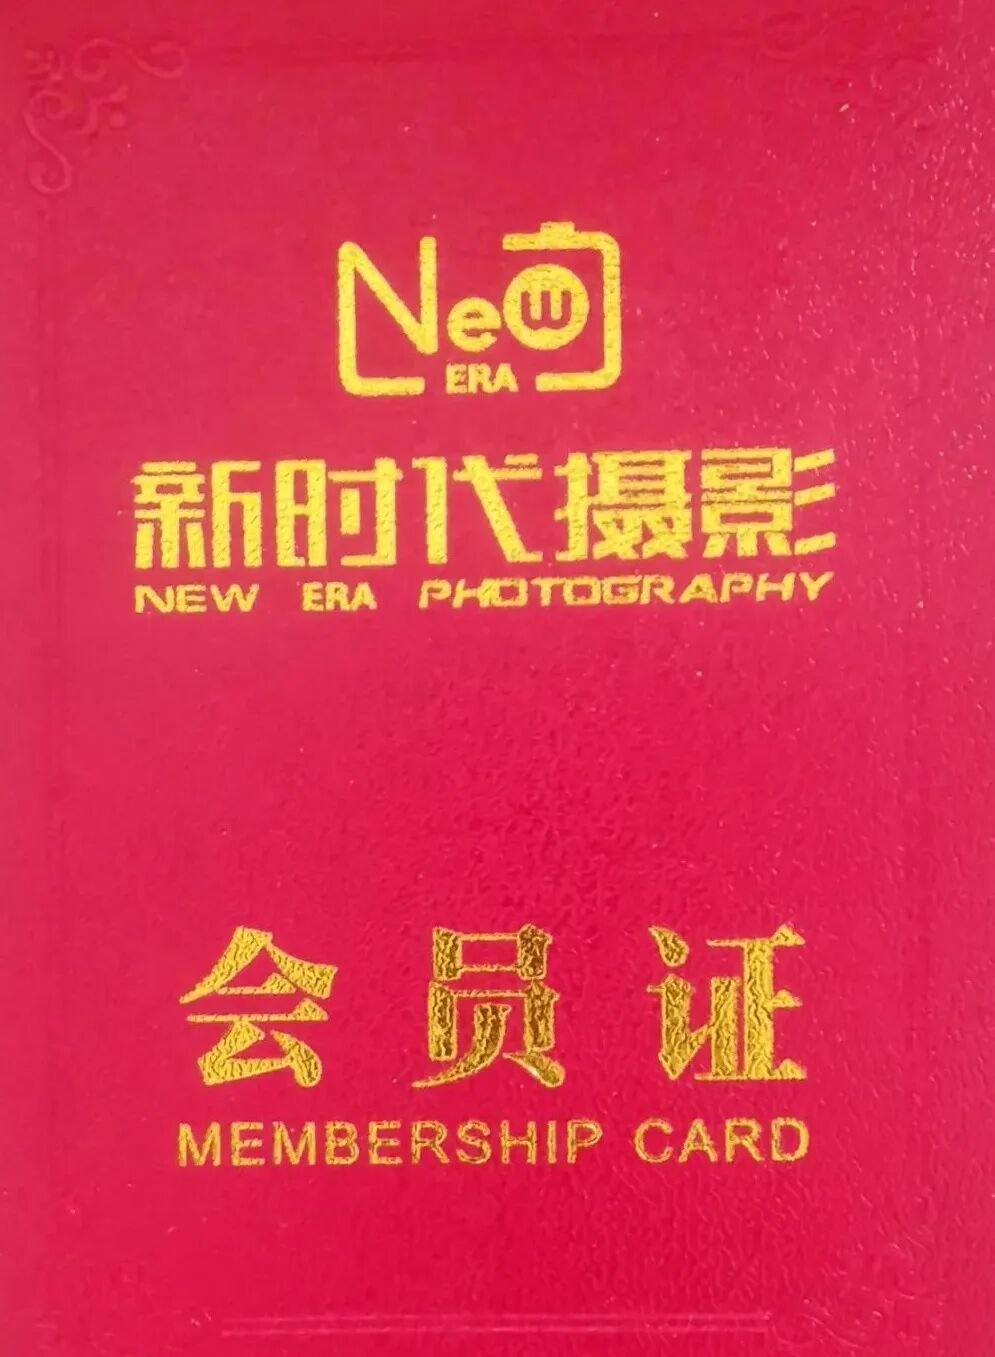 New
ERA
新时代摄影
NEW ERA PHOTOGRAPHY
会员证
MEMBERSHIP CARD